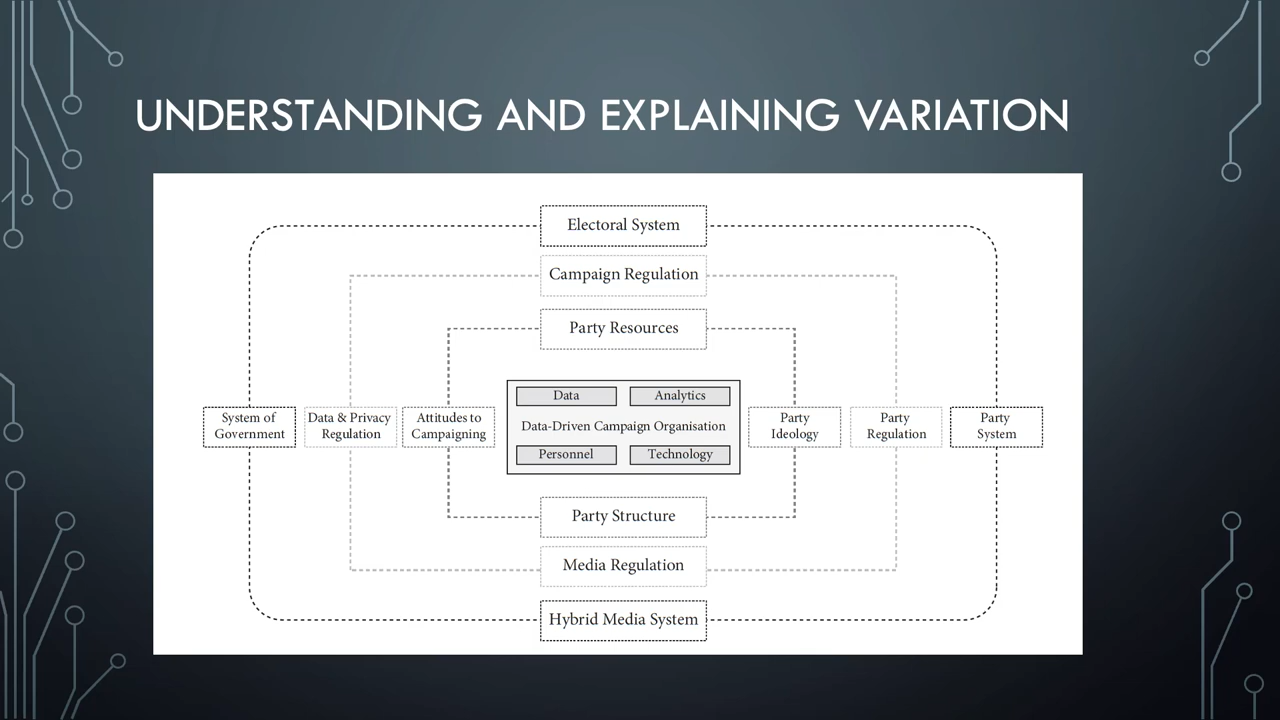 UNDERSTANDING AND EXPLAINING VARIATION
Electoral System
Campaign Regulation
Party Resources
System of
Government
Data & Privacy
Regulation
Attitudes to
Campaigning
Data
Analytics
Data-Driven Campaign Organisation
Personnel
Technology
Party
Ideology
Party
Regulation
Party
System
Party Structure
Media Regulation
Hybrid Media System